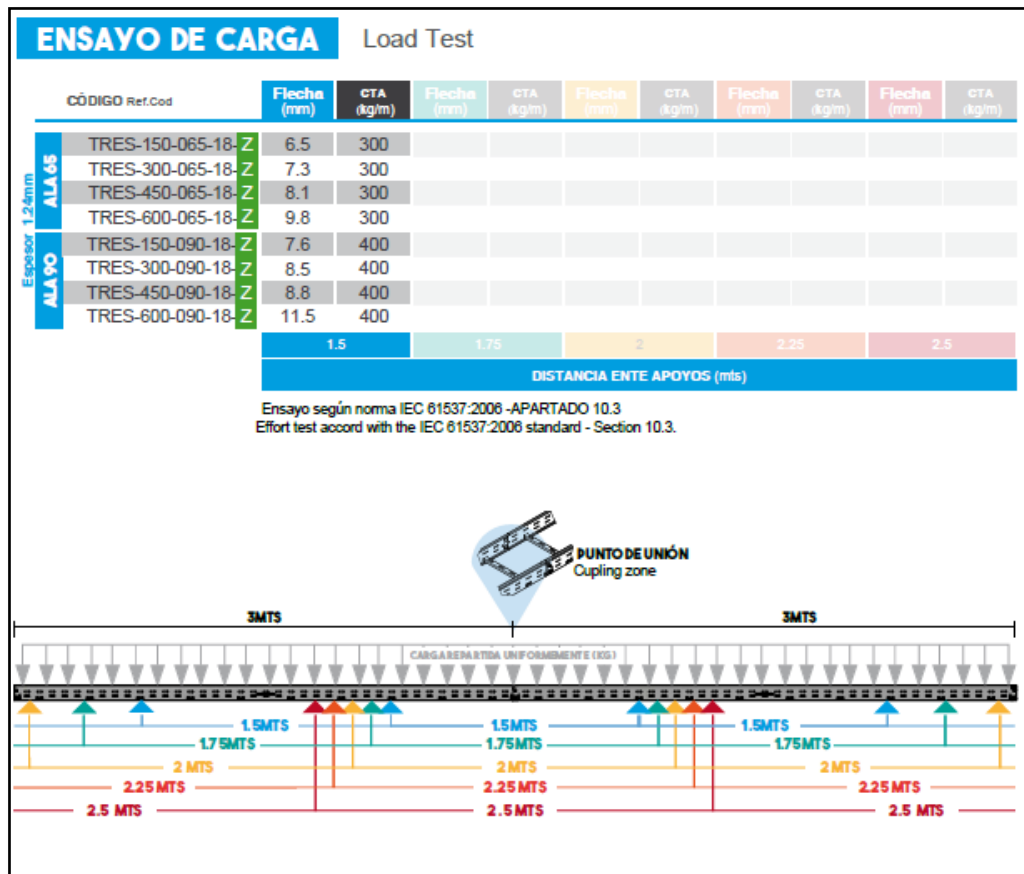 ENSAYO DE CARGA Load Test
CÓDIGO Ref.Cod Flecha (mm) CTA (kg/m) Flecha (mm) CTA (kg/m) Flecha (mm) CTA (kg/m) Flecha (mm) CTA (kg/m) Flecha (mm) CTA (kg/m)
Espesor 1.24mm
ALA 65
TRES-150-065-18-Z 6.5 300
TRES-300-065-18-Z 7.3 300
TRES-450-065-18-Z 8.1 300
TRES-600-065-18-Z 9.8 300
ALA 90
TRES-150-090-18-Z 7.6 400
TRES-300-090-18-Z 8.5 400
TRES-450-090-18-Z 8.8 400
TRES-600-090-18-Z 11.5 400
1.5 1.75 2 2.25 2.5
DISTANCIA ENTE APOYOS (mts)
Ensayo según norma IEC 61537:2006 -APARTADO 10.3
Effort test accord with the IEC 61537:2006 standard - Section 10.3.
PUNTO DE UNIÓN
Cupling zone
3MTS 3MTS
CARGA REPARTIDA UNIFORMEMENTE (KG)
1.5MTS 1.5MTS 1.5MTS
1.75MTS 1.75MTS 1.75MTS
2 MTS 2 MTS 2 MTS
2.25 MTS 2.25 MTS 2.25 MTS
2.5 MTS 2.5 MTS 2.5 MTS